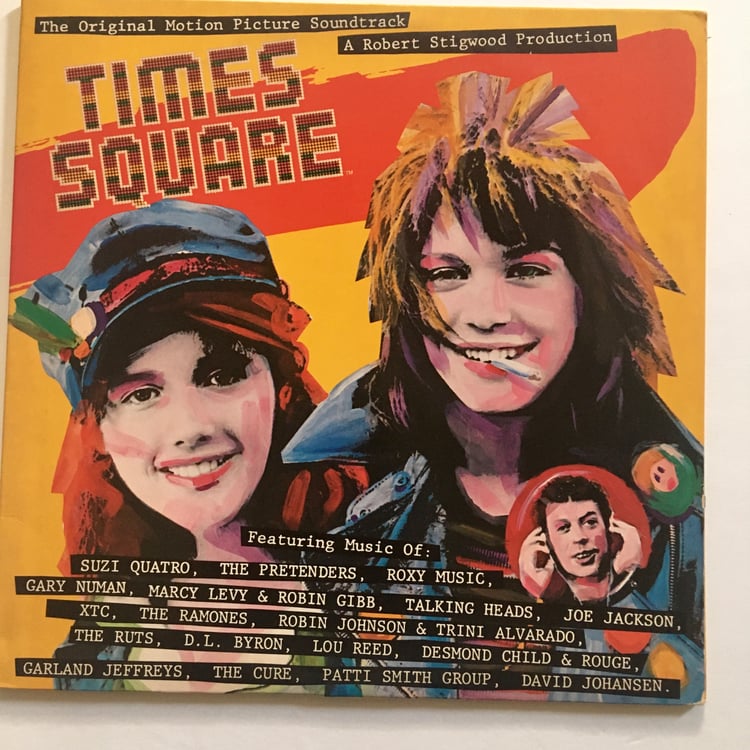 The Original Motion Picture Soundtrack
A Robert Stigwood Production
TIMES
SQUARE™
Featuring Music Of:
SUZI QUATRO, THE PRETENDERS, ROXY MUSIC,
GARY NUMAN, MARCY LEVY & ROBIN GIBB, TALKING HEADS, JOE JACKSON,
XTC, THE RAMONES, ROBIN JOHNSON & TRINI ALVARADO,
THE RUTS, D.L. BYRON, LOU REED, DESMOND CHILD & ROUGE,
GARLAND JEFFREYS, THE CURE, PATTI SMITH GROUP, DAVID JOHANSEN.